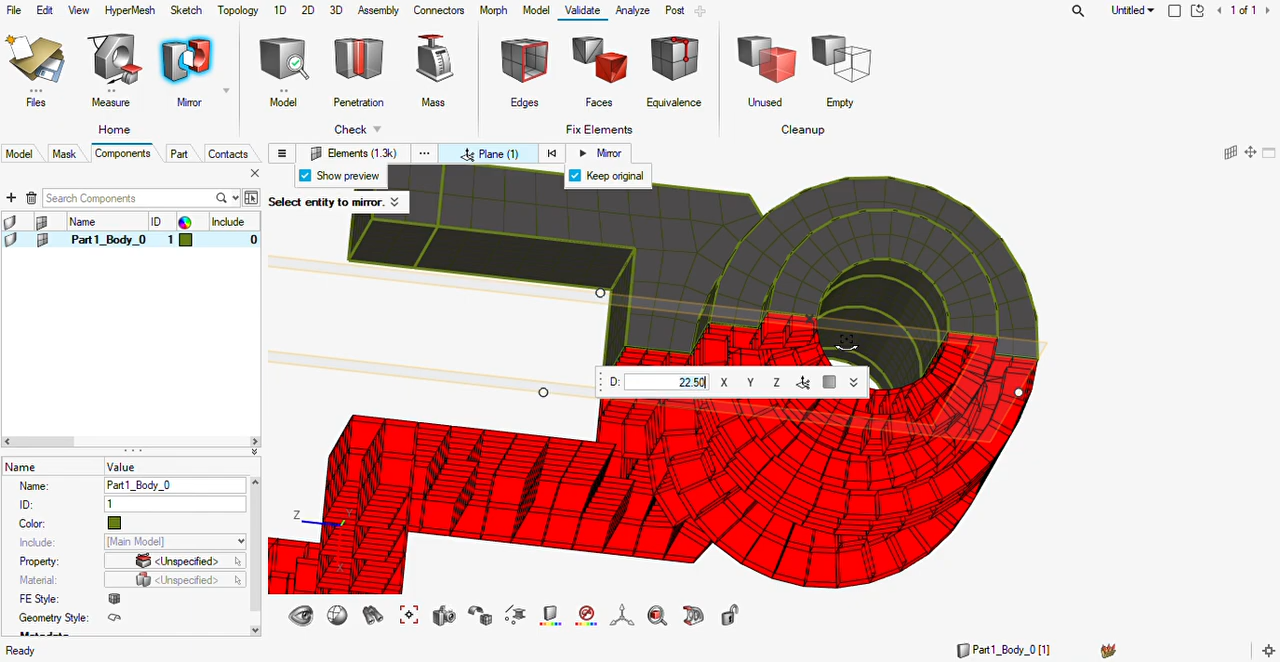 File Edit View HyperMesh Sketch Topology 1D 2D 3D Assembly Connectors Morph Model Validate Analyze Post Untitled 1 of 1
Files Measure Mirror Model Penetration Mass Edges Faces Equivalence Unused Empty
Home Check Fix Elements Cleanup
Model Mask Components Part Contacts Elements (1.3k) Plane (1) Mirror
Show preview Keep original
Search Components Select entity to mirror.
Name ID Include
Part1_Body_0 1 0
D: 22.50 X Y Z
Name Value
Name: Part1_Body_0
ID: 1
Color:
Include: [Main Model]
Property: <Unspecified>
Material: <Unspecified>
FE Style:
Geometry Style:
Metadata
Z Y
X
Ready Part1_Body_0 [1]